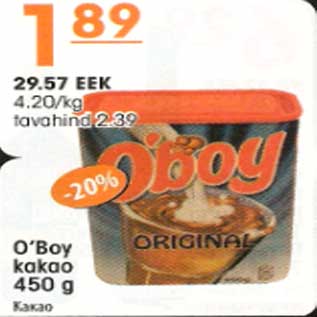 1 89
29.57 EEK
4.20/kg
tavahind 2.39
O'boy
-20%
ORIGINAL
O'Boy
kakao
450 g
Какао